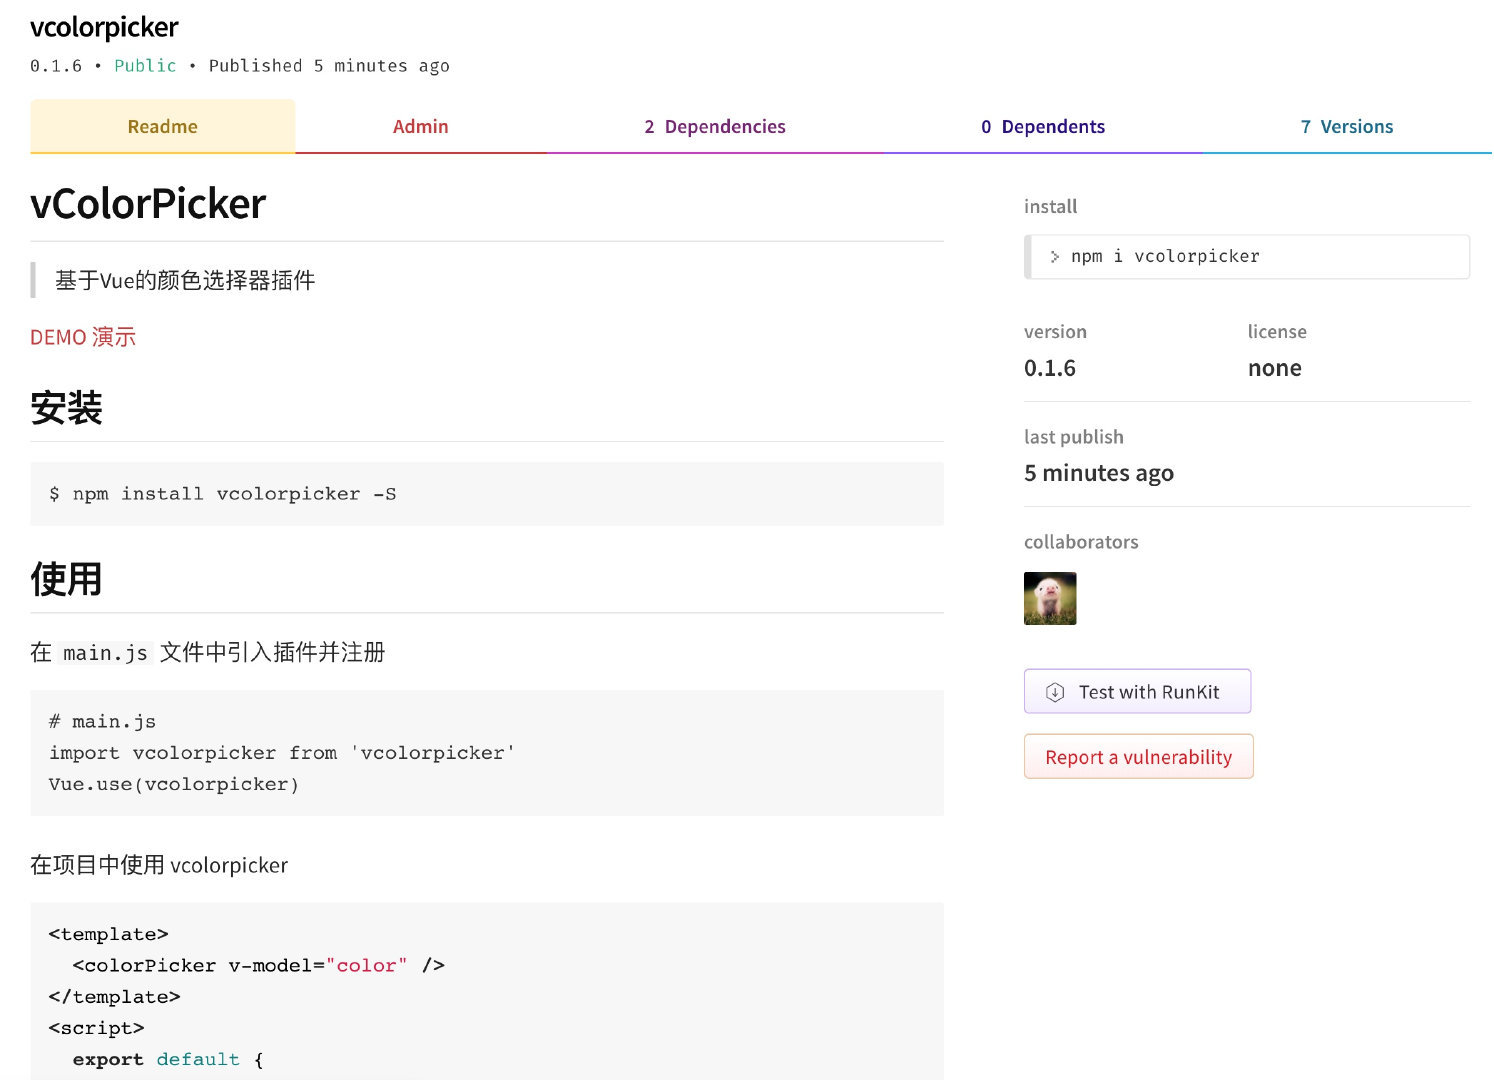 vcolorpicker
0.1.6 • Public • Published 5 minutes ago
Readme
Admin
2 Dependencies
0 Dependents
7 Versions
vColorPicker
基于Vue的颜色选择器插件
DEMO 演示
安装
$ npm install vcolorpicker -S
使用
在 main.js 文件中引入插件并注册
# main.js
import vcolorpicker from 'vcolorpicker'
Vue.use(vcolorpicker)
在项目中使用 vcolorpicker
<template>
  <colorPicker v-model="color" />
</template>
<script>
  export default {
install
> npm i vcolorpicker
version
0.1.6
license
none
last publish
5 minutes ago
collaborators
Test with RunKit
Report a vulnerability